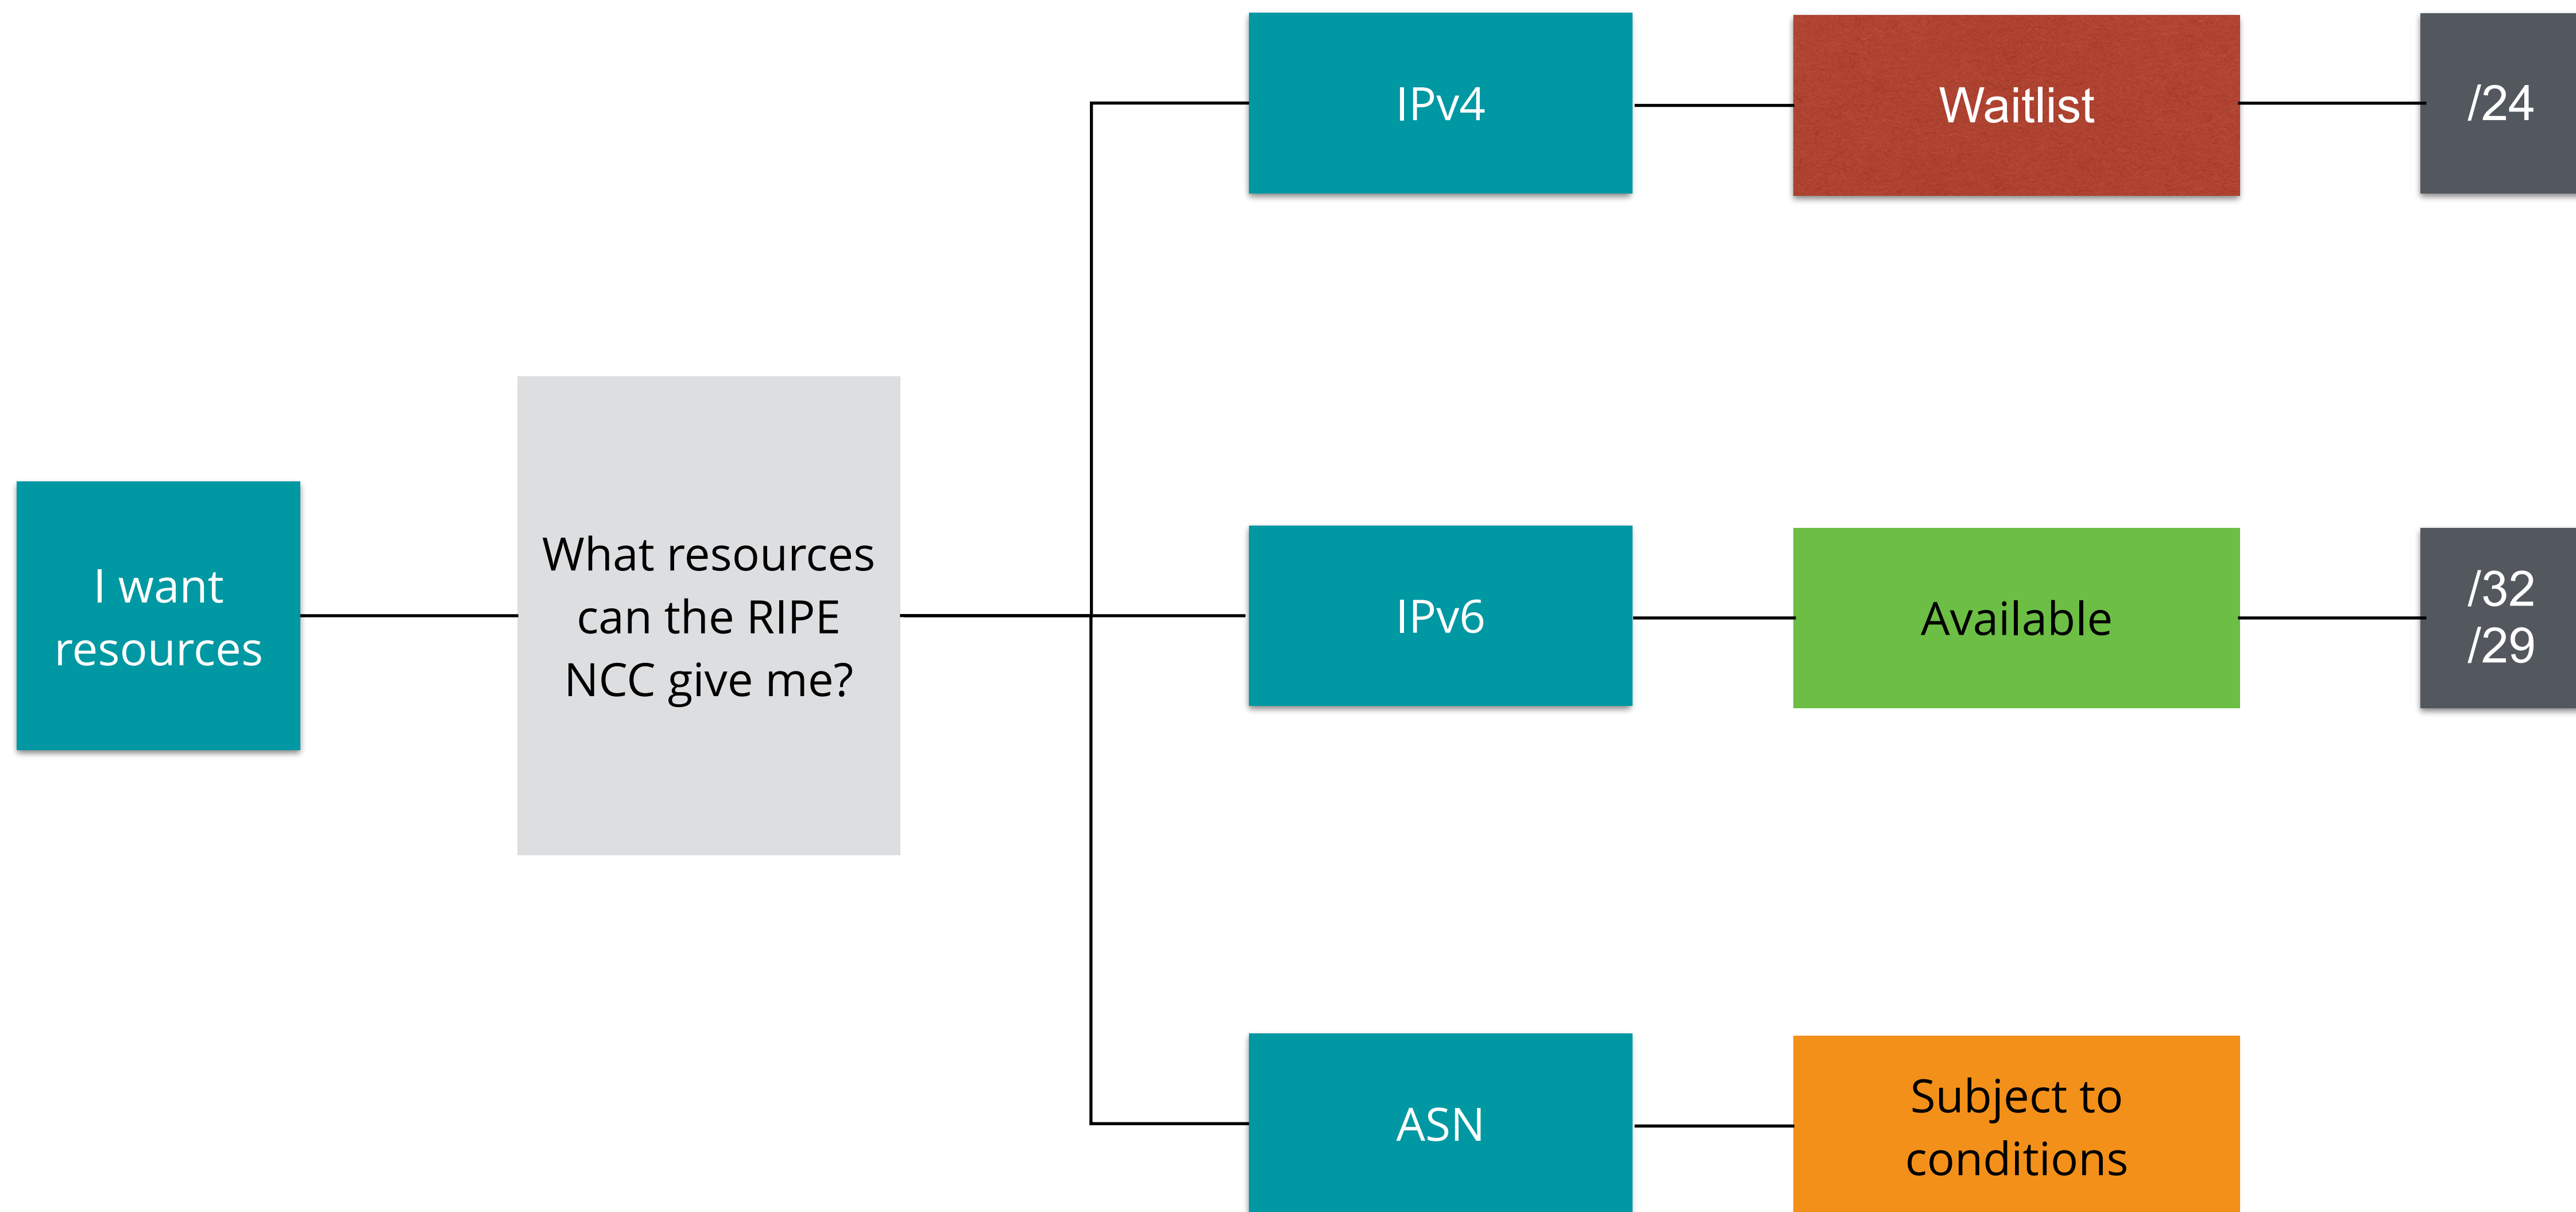 I want
resources
What resources
can the RIPE
NCC give me?
IPv4
Waitlist
/24
IPv6
Available
/32
/29
ASN
Subject to
conditions